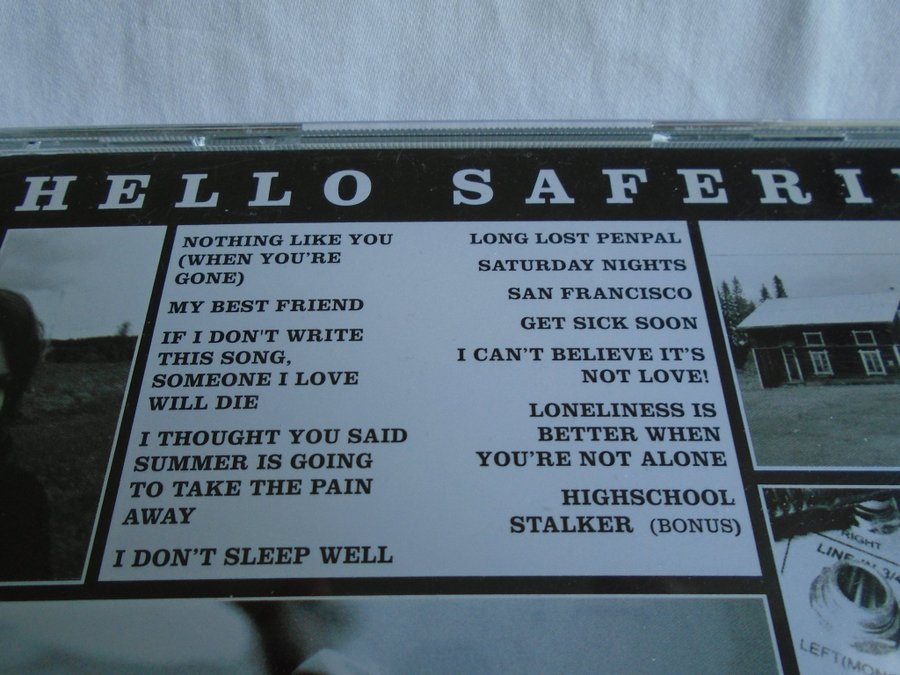 HELLO SAFERI
NOTHING LIKE YOU
(WHEN YOU'RE
GONE)
MY BEST FRIEND
IF I DON'T WRITE
THIS SONG,
SOMEONE I LOVE
WILL DIE
I THOUGHT YOU SAID
SUMMER IS GOING
TO TAKE THE PAIN
AWAY
I DON'T SLEEP WELL
LONG LOST PENPAL
SATURDAY NIGHTS
SAN FRANCISCO
GET SICK SOON
I CAN'T BELIEVE IT'S
NOT LOVE!
LONELINESS IS
BETTER WHEN
YOU'RE NOT ALONE
HIGHSCHOOL
STALKER (BONUS)
RIGHT
LINE
LEFT(MON